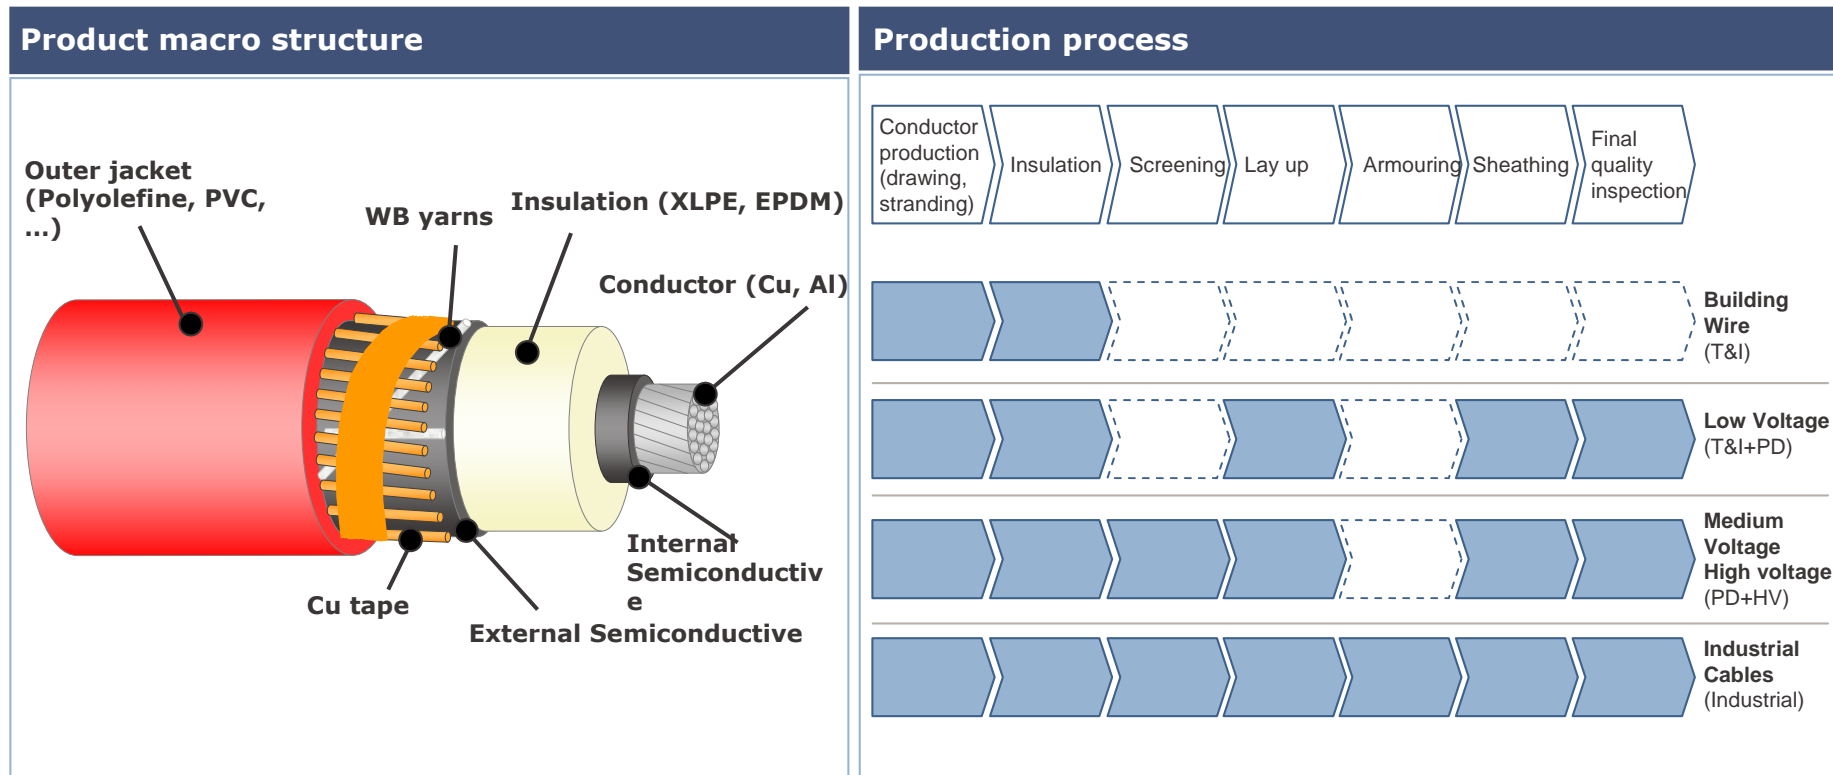 Product macro structure
Outer jacket
(Polyolefine, PVC,
...)
WB yarns
Insulation (XLPE, EPDM)
Conductor (Cu, Al)
Internal
Semiconductiv
e
Cu tape
External Semiconductive
Production process
Conductor
production
(drawing,
stranding)
Insulation
Screening
Lay up
Armouring
Sheathing
Final
quality
inspection
Building
Wire
(T&I)
Low Voltage
(T&I+PD)
Medium
Voltage
High voltage
(PD+HV)
Industrial
Cables
(Industrial)